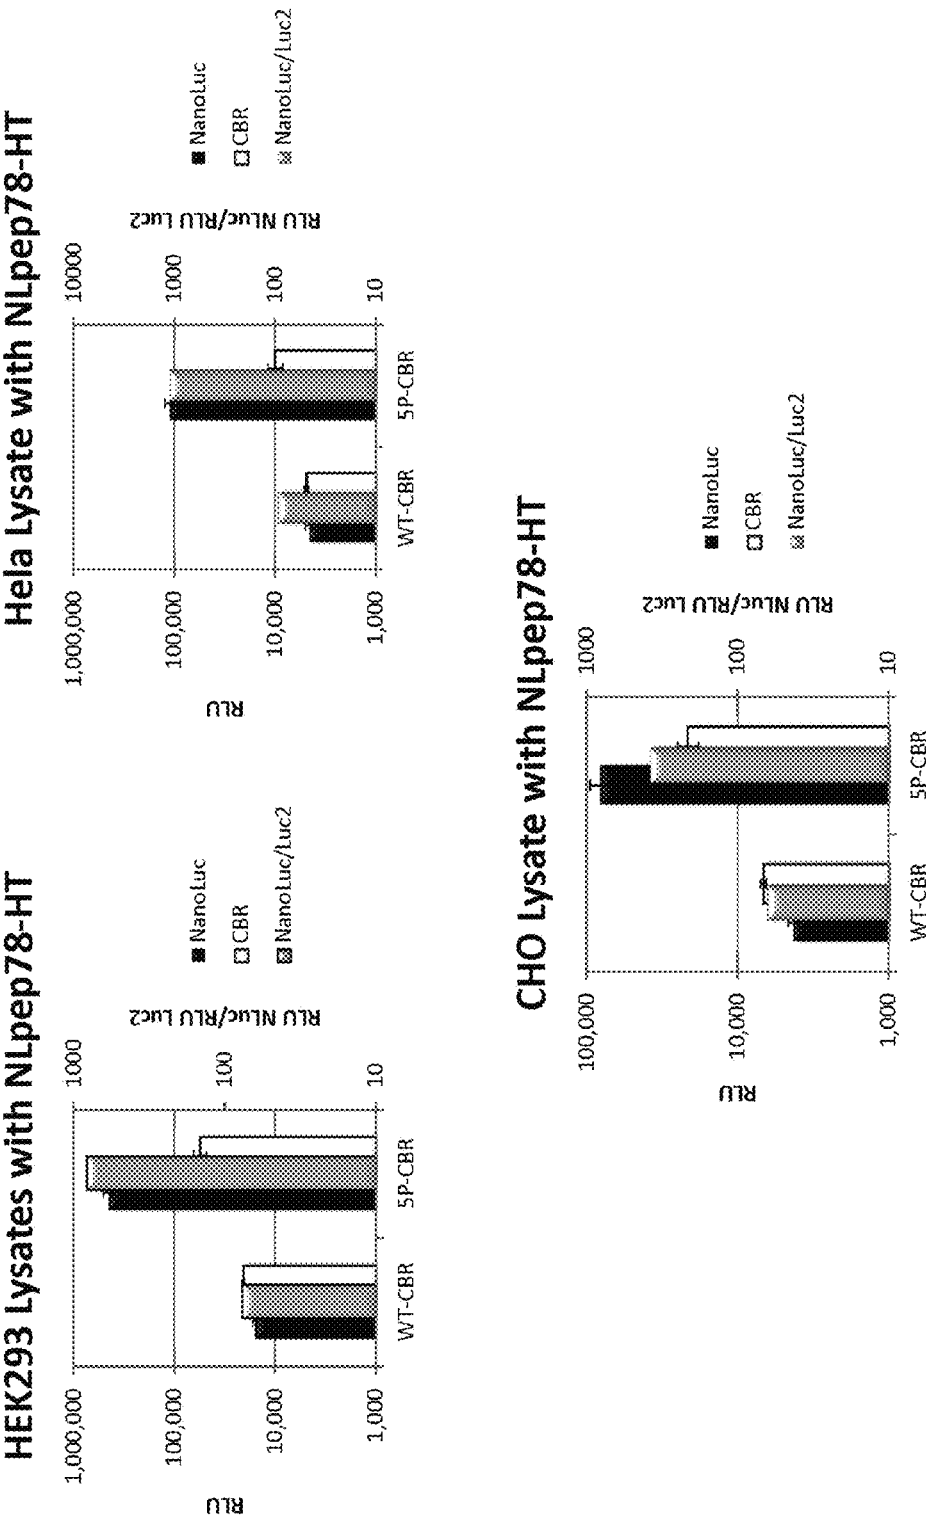 HEK293 Lysates with NLpep78-HT
1,000,000
100,000
10,000
1,000
RLU
1000
100
10
RLU NLuc/RLU Luc2
WT-CBR
5P-CBR
NanoLuc
CBR
NanoLuc/Luc2
Hela Lysate with NLpep78-HT
1,000,000
100,000
10,000
1,000
RLU
10000
1000
100
10
RLU NLuc/RLU Luc2
WT-CBR
5P-CBR
NanoLuc
CBR
NanoLuc/Luc2
CHO Lysate with NLpep78-HT
100,000
10,000
1,000
RLU
1000
100
10
RLU NLuc/RLU Luc2
WT-CBR
5P-CBR
NanoLuc
CBR
NanoLuc/Luc2